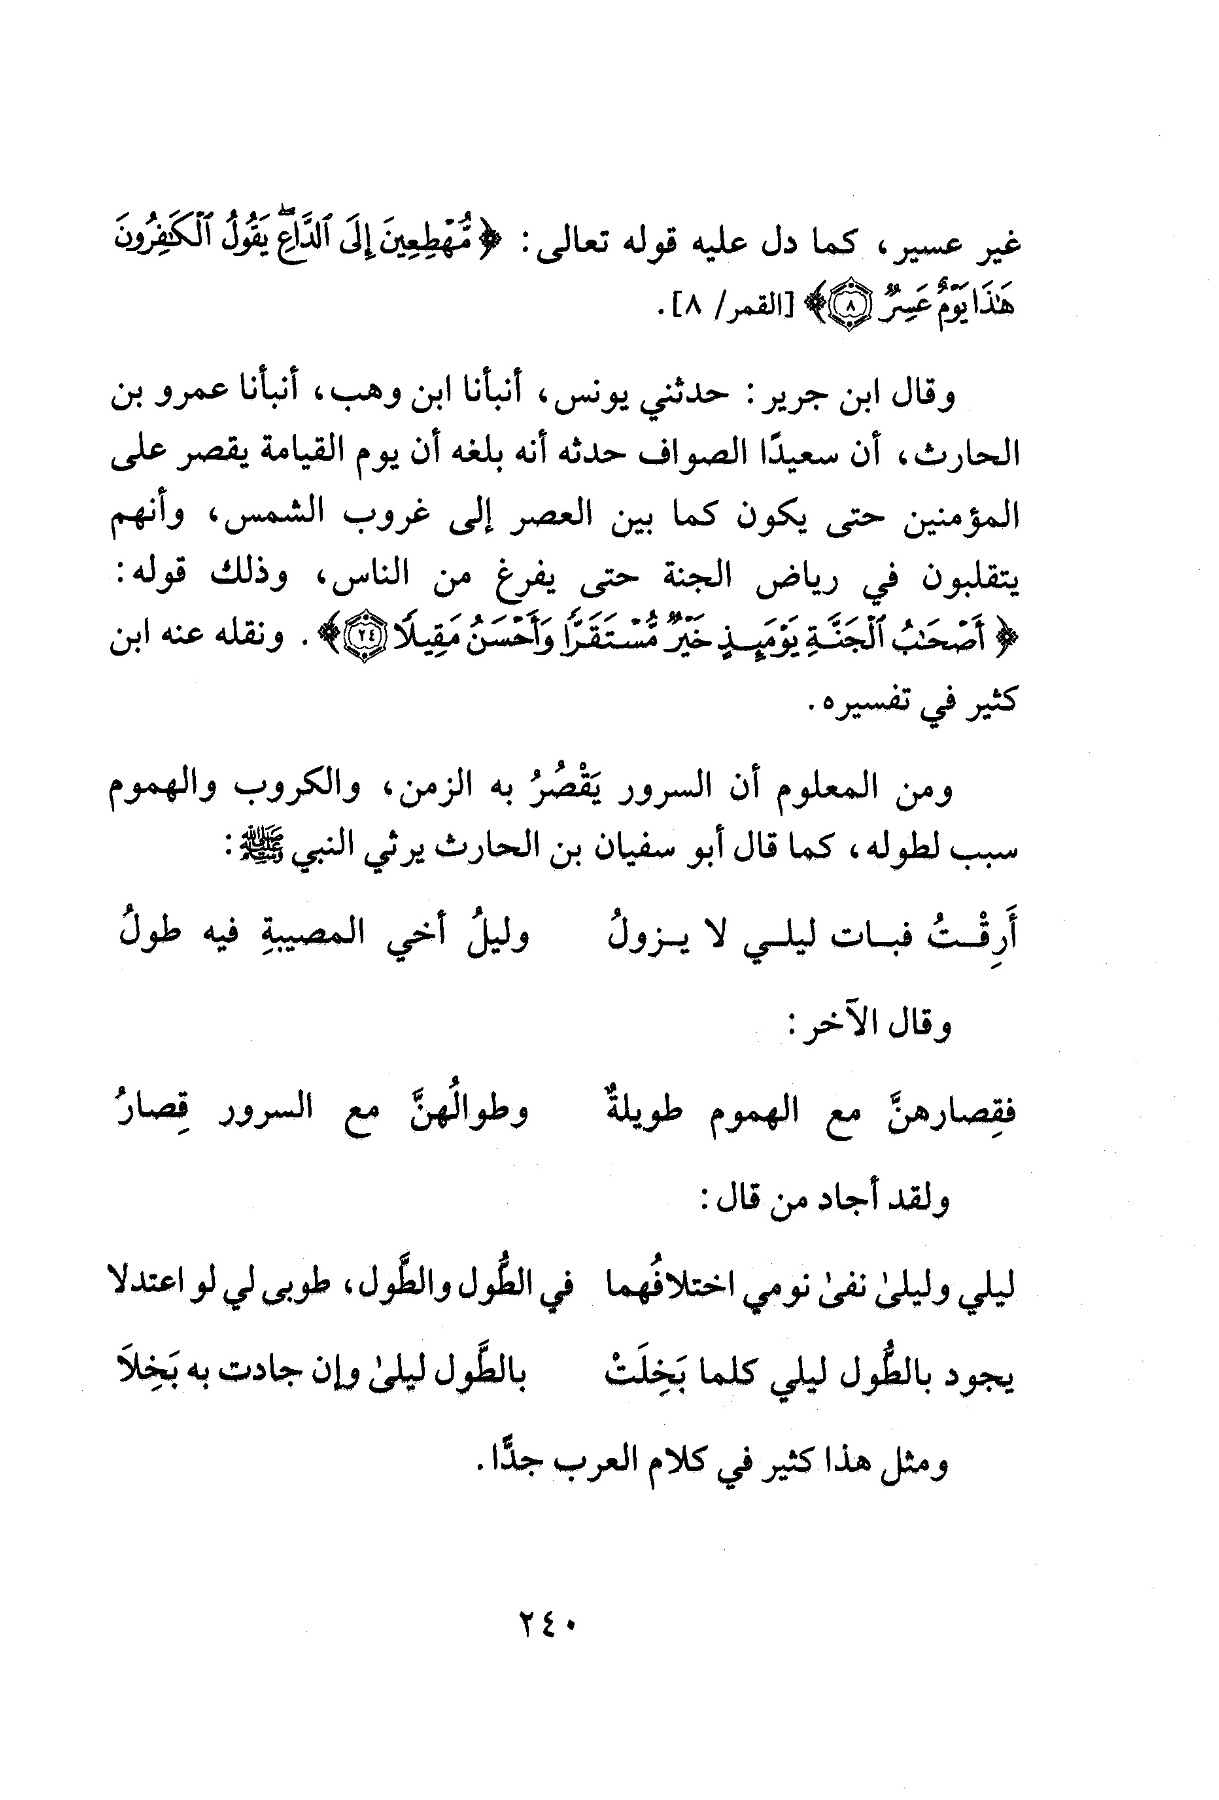 غير عسير، كما دل عليه قوله تعالى: ﴿ مُّهْطِعِينَ إِلَى ٱلدَّاعِۖ يَقُولُ ٱلْكَٰفِرُونَ
هَٰذَا يَوْمٌ عَسِرٌ ۝٨﴾ [القمر/ ٨].
وقال ابن جرير: حدثني يونس، أنبأنا ابن وهب، أنبأنا عمرو بن
الحارث، أن سعيدًا الصواف حدثه أنه بلغه أن يوم القيامة يقصر على
المؤمنين حتى يكون كما بين العصر إلى غروب الشمس، وأنهم
يتقلبون في رياض الجنة حتى يفرغ من الناس، وذلك قوله:
﴿ أَصْحَٰبُ ٱلْجَنَّةِ يَوْمَئِذٍ خَيْرٌ مُّسْتَقَرًّا وَأَحْسَنُ مَقِيلًا ۝٢٤﴾. ونقله عنه ابن
كثير في تفسيره.
ومن المعلوم أن السرور يَقْصُرُ به الزمن، والكروب والهموم
سبب لطوله، كما قال أبو سفيان بن الحارث يرثي النبي ﷺ:
أَرِقْتُ فبات ليلي لا يزولُ وليلُ أخي المصيبةِ فيه طولُ
وقال الآخر:
فقِصارهنَّ مع الهموم طويلةٌ وطوالُهنَّ مع السرور قِصارُ
ولقد أجاد من قال:
ليلي وليلىٰ نفىٰ نومي اختلافُهما في الطُّول والطَّول، طوبى لي لو اعتدلا
يجود بالطُّول ليلي كلما بَخِلَتْ بالطَّول ليلىٰ وإن جادت به بَخِلَا
ومثل هذا كثير في كلام العرب جدًّا.
٢٤٠